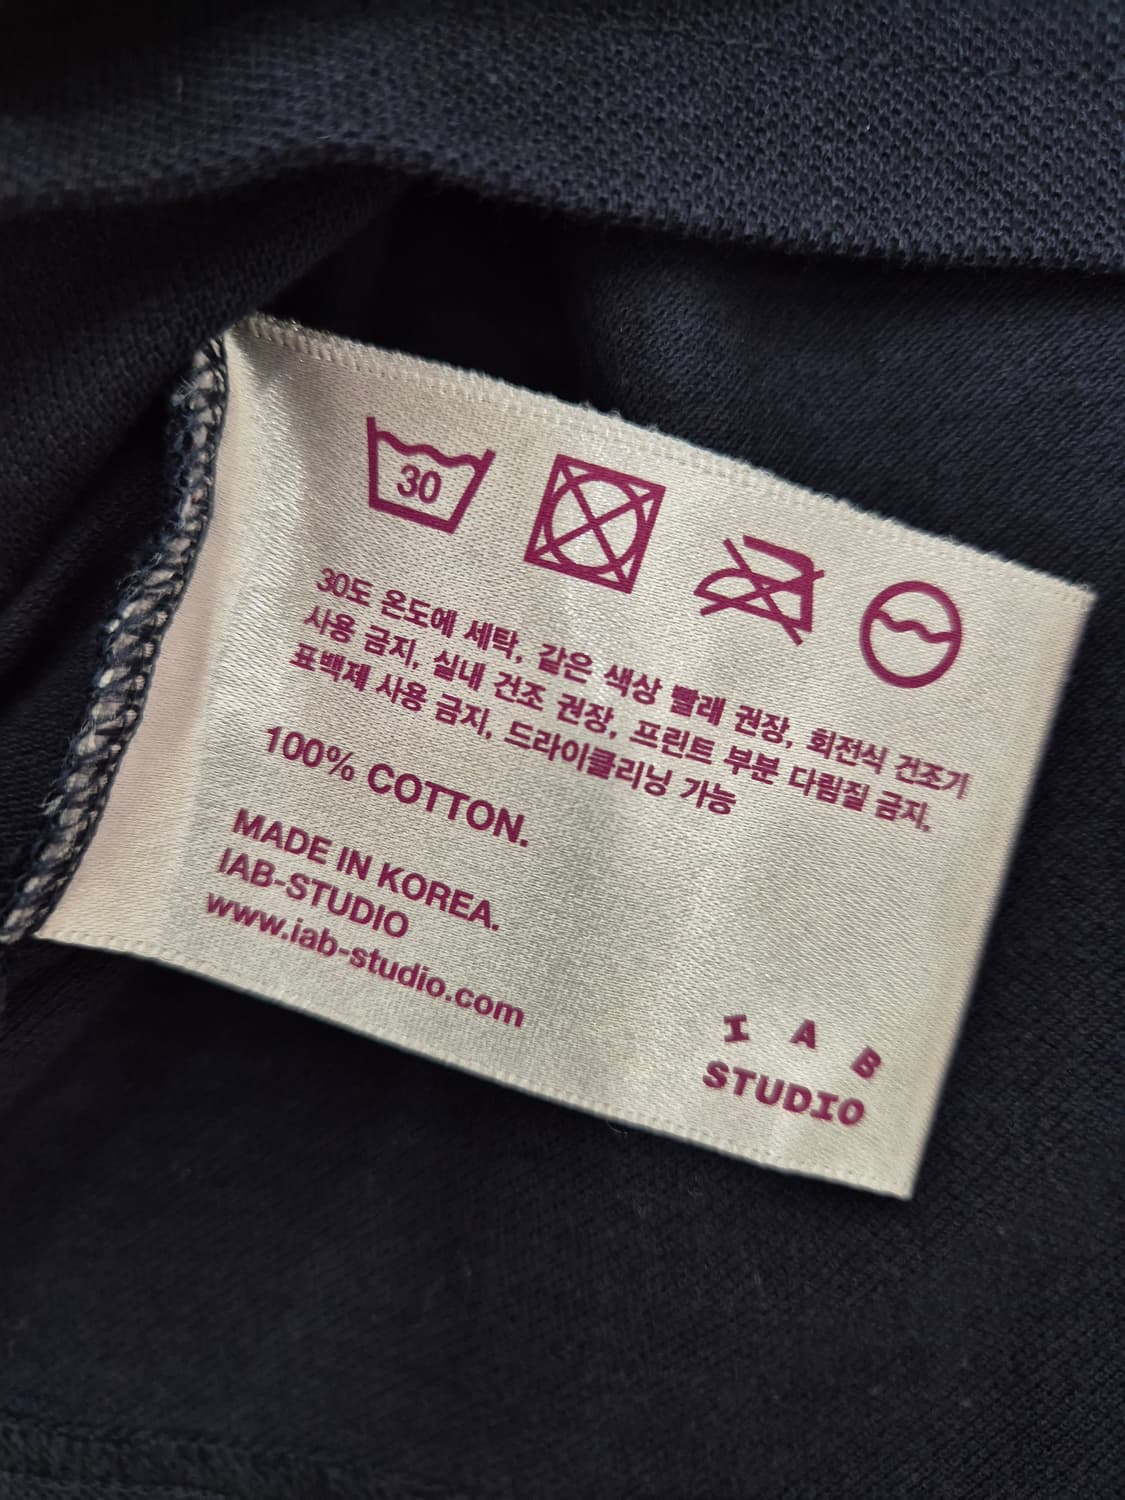 30
30도 온도에 세탁, 같은 색상 빨래 권장, 회전식 건조기
사용 금지, 실내 건조 권장, 프린트 부분 다림질 금지,
표백제 사용 금지, 드라이클리닝 가능
100% COTTON.
MADE IN KOREA.
IAB-STUDIO
www.iab-studio.com
I A B
STUDIO